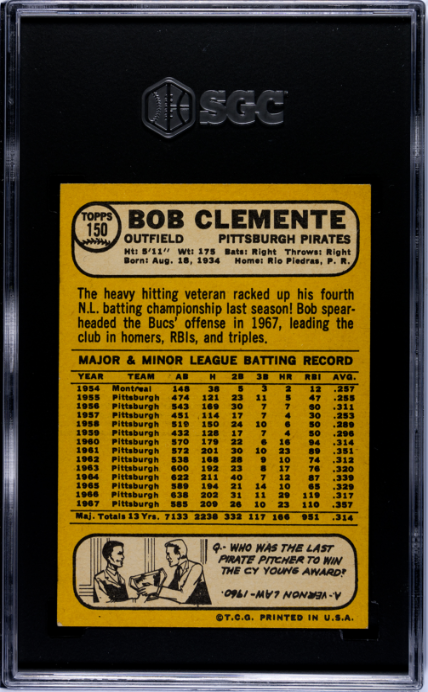 SGC
TOPPS
150
BOB CLEMENTE
OUTFIELD PITTSBURGH PIRATES
Ht: 5'11" Wt: 175 Bats: Right Throws: Right
Born: Aug. 18, 1934 Home: Rio Piedras, P. R.
The heavy hitting veteran racked up his fourth
N.L. batting championship last season! Bob spear-
headed the Bucs' offense in 1967, leading the
club in homers, RBIs, and triples.
MAJOR & MINOR LEAGUE BATTING RECORD
YEAR TEAM AB H 2B 3B HR RBI AVG.
1954 Montreal 148 38 5 3 2 12 .257
1955 Pittsburgh 474 121 23 11 5 47 .255
1956 Pittsburgh 543 169 30 7 7 60 .311
1957 Pittsburgh 451 114 17 7 4 30 .253
1958 Pittsburgh 519 150 24 10 6 50 .289
1959 Pittsburgh 432 128 17 7 4 50 .296
1960 Pittsburgh 570 179 22 6 16 94 .314
1961 Pittsburgh 572 201 30 10 23 89 .351
1962 Pittsburgh 538 168 28 9 10 74 .312
1963 Pittsburgh 600 192 23 8 17 76 .320
1964 Pittsburgh 622 211 40 7 12 87 .339
1965 Pittsburgh 589 194 21 14 10 65 .329
1966 Pittsburgh 638 202 31 11 29 119 .317
1967 Pittsburgh 585 209 26 10 23 110 .357
Maj. Totals 13 Yrs. 7133 2238 332 117 166 951 .314
Q.- WHO WAS THE LAST
PIRATE PITCHER TO WIN
THE CY YOUNG AWARD?
A- VERNON LAW- 1960.
©T.C.G. PRINTED IN U.S.A.